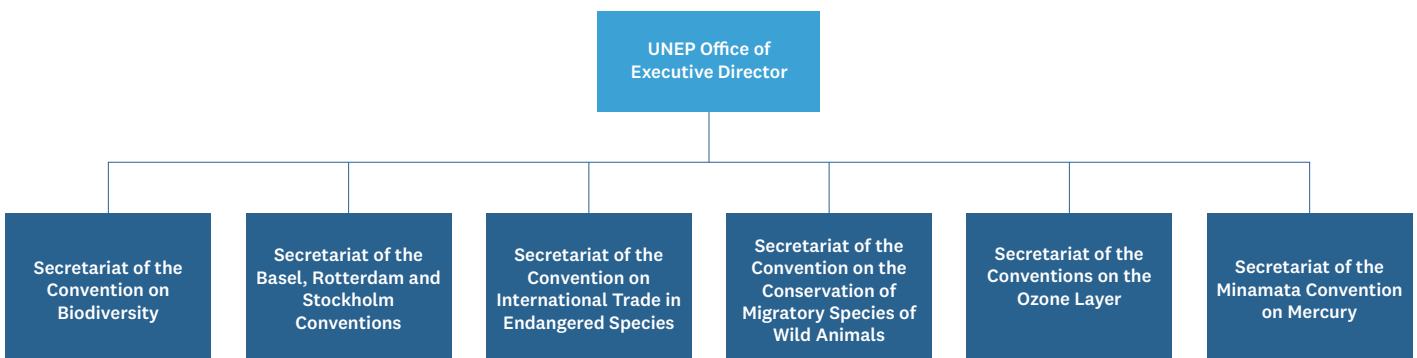 UNEP Office of
Executive Director
Secretariat of the
Convention on
Biodiversity
Secretariat of the
Basel, Rotterdam and
Stockholm
Conventions
Secretariat of the
Convention on
International Trade in
Endangered Species
Secretariat of the
Convention on the
Conservation of
Migratory Species of
Wild Animals
Secretariat of the
Conventions on the
Ozone Layer
Secretariat of the
Minamata Convention
on Mercury